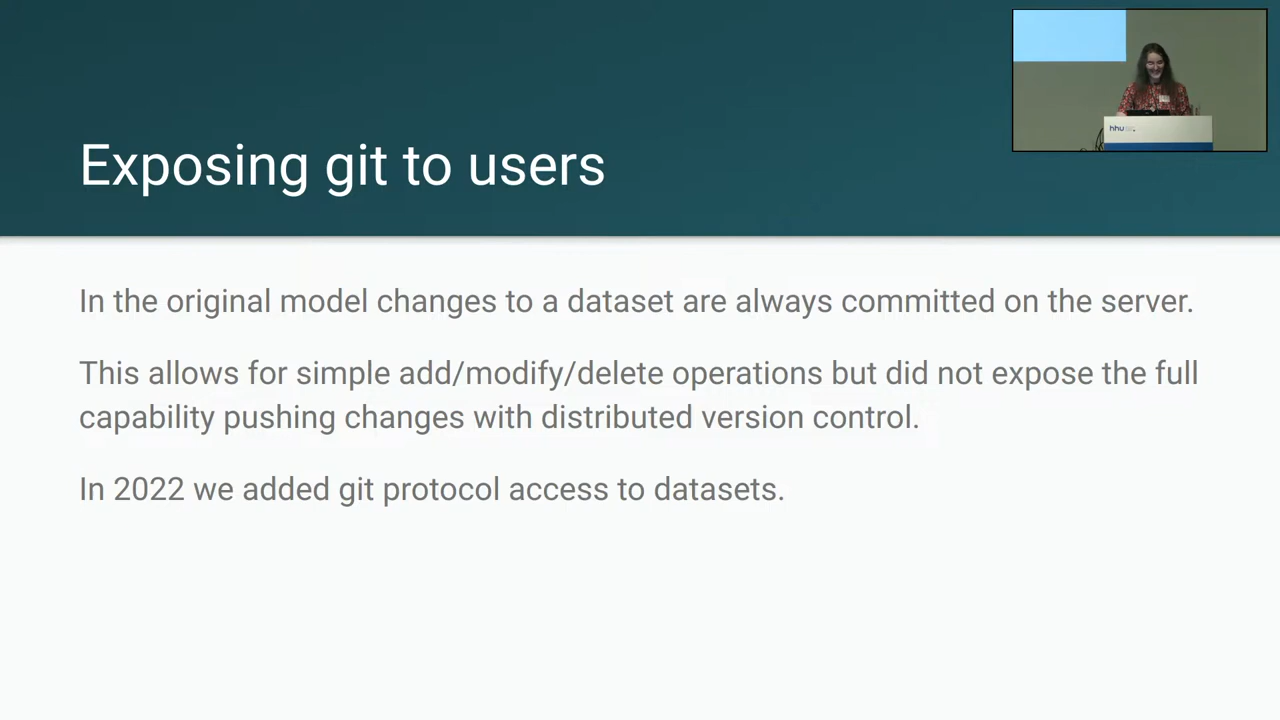 Exposing git to users
hhu
In the original model changes to a dataset are always committed on the server.
This allows for simple add/modify/delete operations but did not expose the full
capability pushing changes with distributed version control.
In 2022 we added git protocol access to datasets.